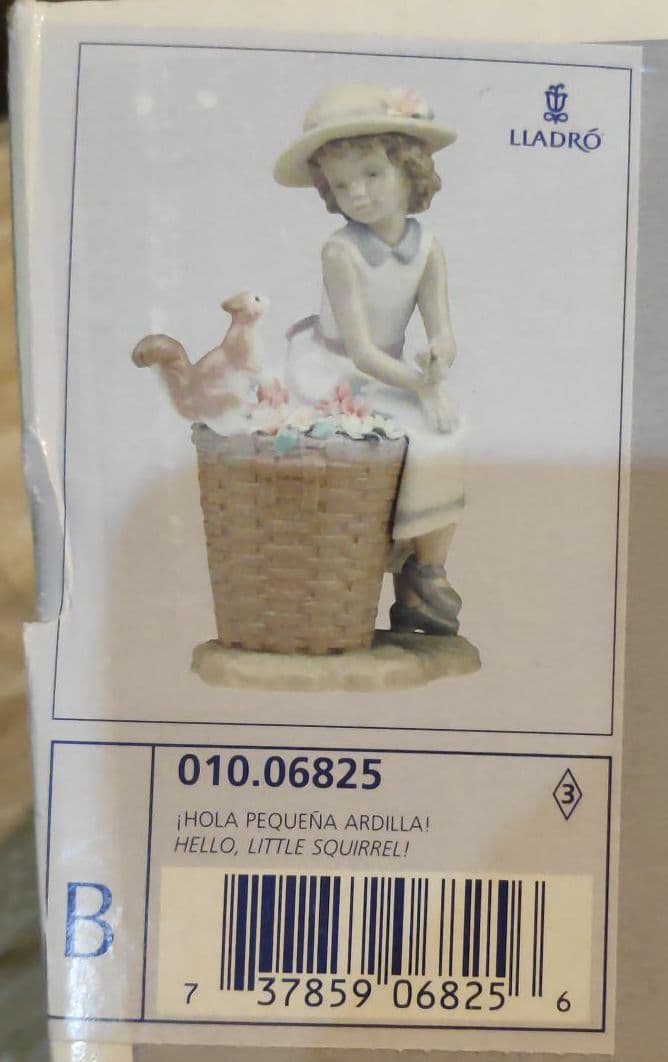 LLADRÓ
010.06825
3
¡HOLA PEQUEÑA ARDILLA!
HELLO, LITTLE SQUIRREL!
B
7 37859 06825 6